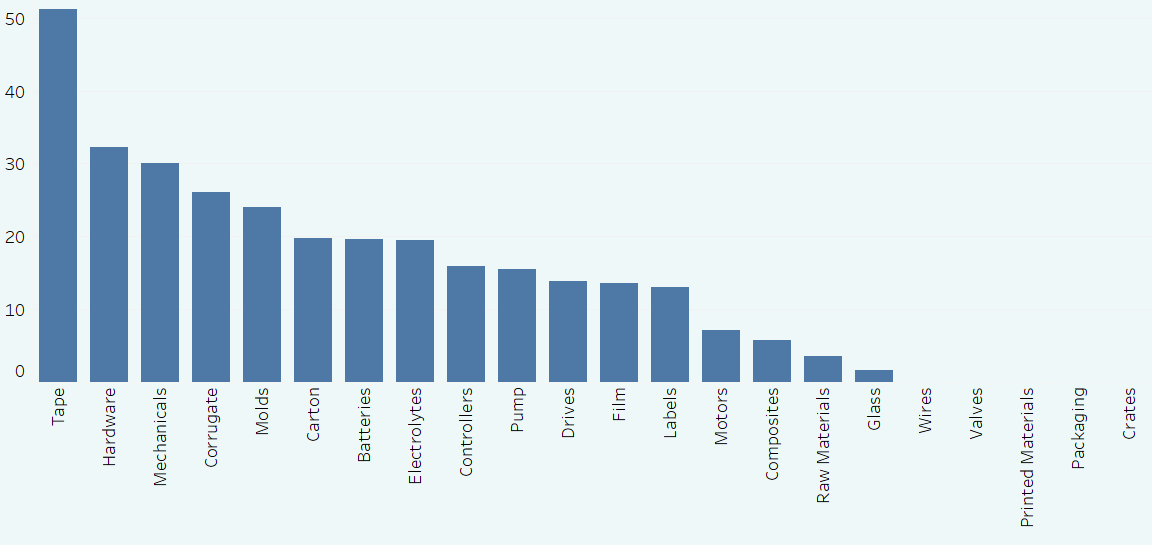 50
40
30
20
10
0
Tape
Hardware
Mechanicals
Corrugate
Molds
Carton
Batteries
Electrolytes
Controllers
Pump
Drives
Film
Labels
Motors
Composites
Raw Materials
Glass
Wires
Valves
Printed Materials
Packaging
Crates